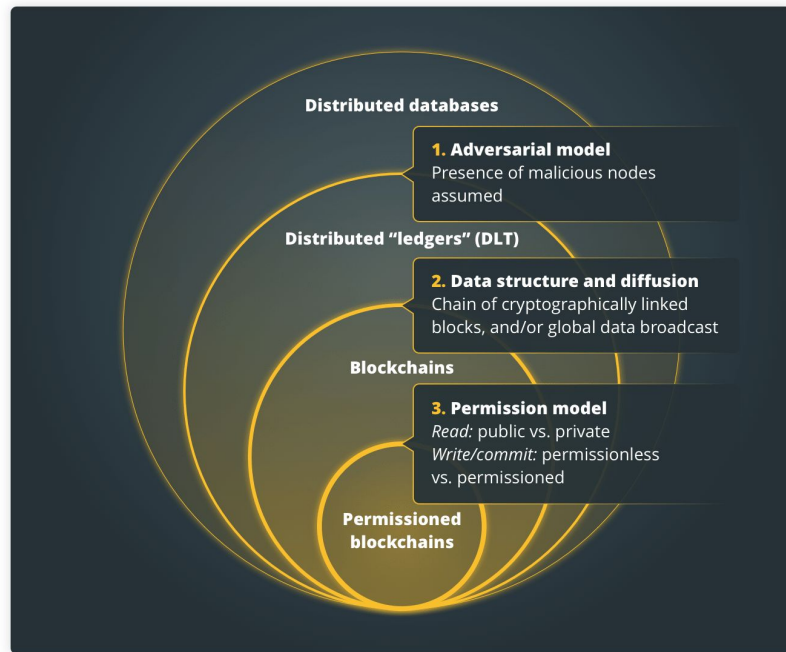 Distributed databases
1. Adversarial model
Presence of malicious nodes
assumed
Distributed “ledgers” (DLT)
2. Data structure and diffusion
Chain of cryptographically linked
blocks, and/or global data broadcast
Blockchains
3. Permission model
Read: public vs. private
Write/commit: permissionless
vs. permissioned
Permissioned
blockchains